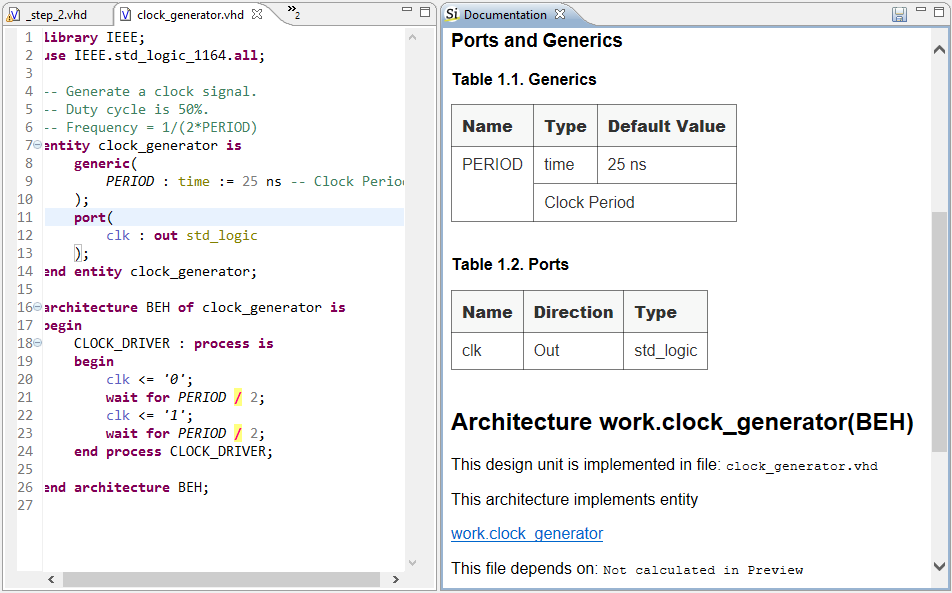 _step_2.vhd
clock_generator.vhd
»2
1 library IEEE;
2 use IEEE.std_logic_1164.all;
3
4 -- Generate a clock signal.
5 -- Duty cycle is 50%.
6 -- Frequency = 1/(2*PERIOD)
7 entity clock_generator is
8 generic(
9 PERIOD : time := 25 ns -- Clock Perio
10 );
11 port(
12 clk : out std_logic
13 );
14 end entity clock_generator;
15
16 architecture BEH of clock_generator is
17 begin
18 CLOCK_DRIVER : process is
19 begin
20 clk <= '0';
21 wait for PERIOD / 2;
22 clk <= '1';
23 wait for PERIOD / 2;
24 end process CLOCK_DRIVER;
25
26 end architecture BEH;
27
Si Documentation
Ports and Generics
Table 1.1. Generics
Name Type Default Value
PERIOD time 25 ns
Clock Period
Table 1.2. Ports
Name Direction Type
clk Out std_logic
Architecture work.clock_generator(BEH)
This design unit is implemented in file: clock_generator.vhd
This architecture implements entity
work.clock_generator
This file depends on: Not calculated in Preview